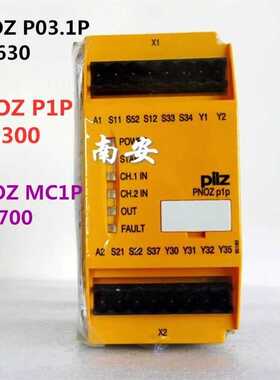 X1
OZ P03.1P
630
A1 S11 S52 S12 S33 S34 Y1 Y2
POWE
南安
STA
OZ P1P
300
CH.1 IN
CH.2 IN
OUT
FAULT
pilz
PNOZ p1p
OZ MC1P
700
A2 S21 S22 S37 Y30 Y31 Y32 Y35
X2